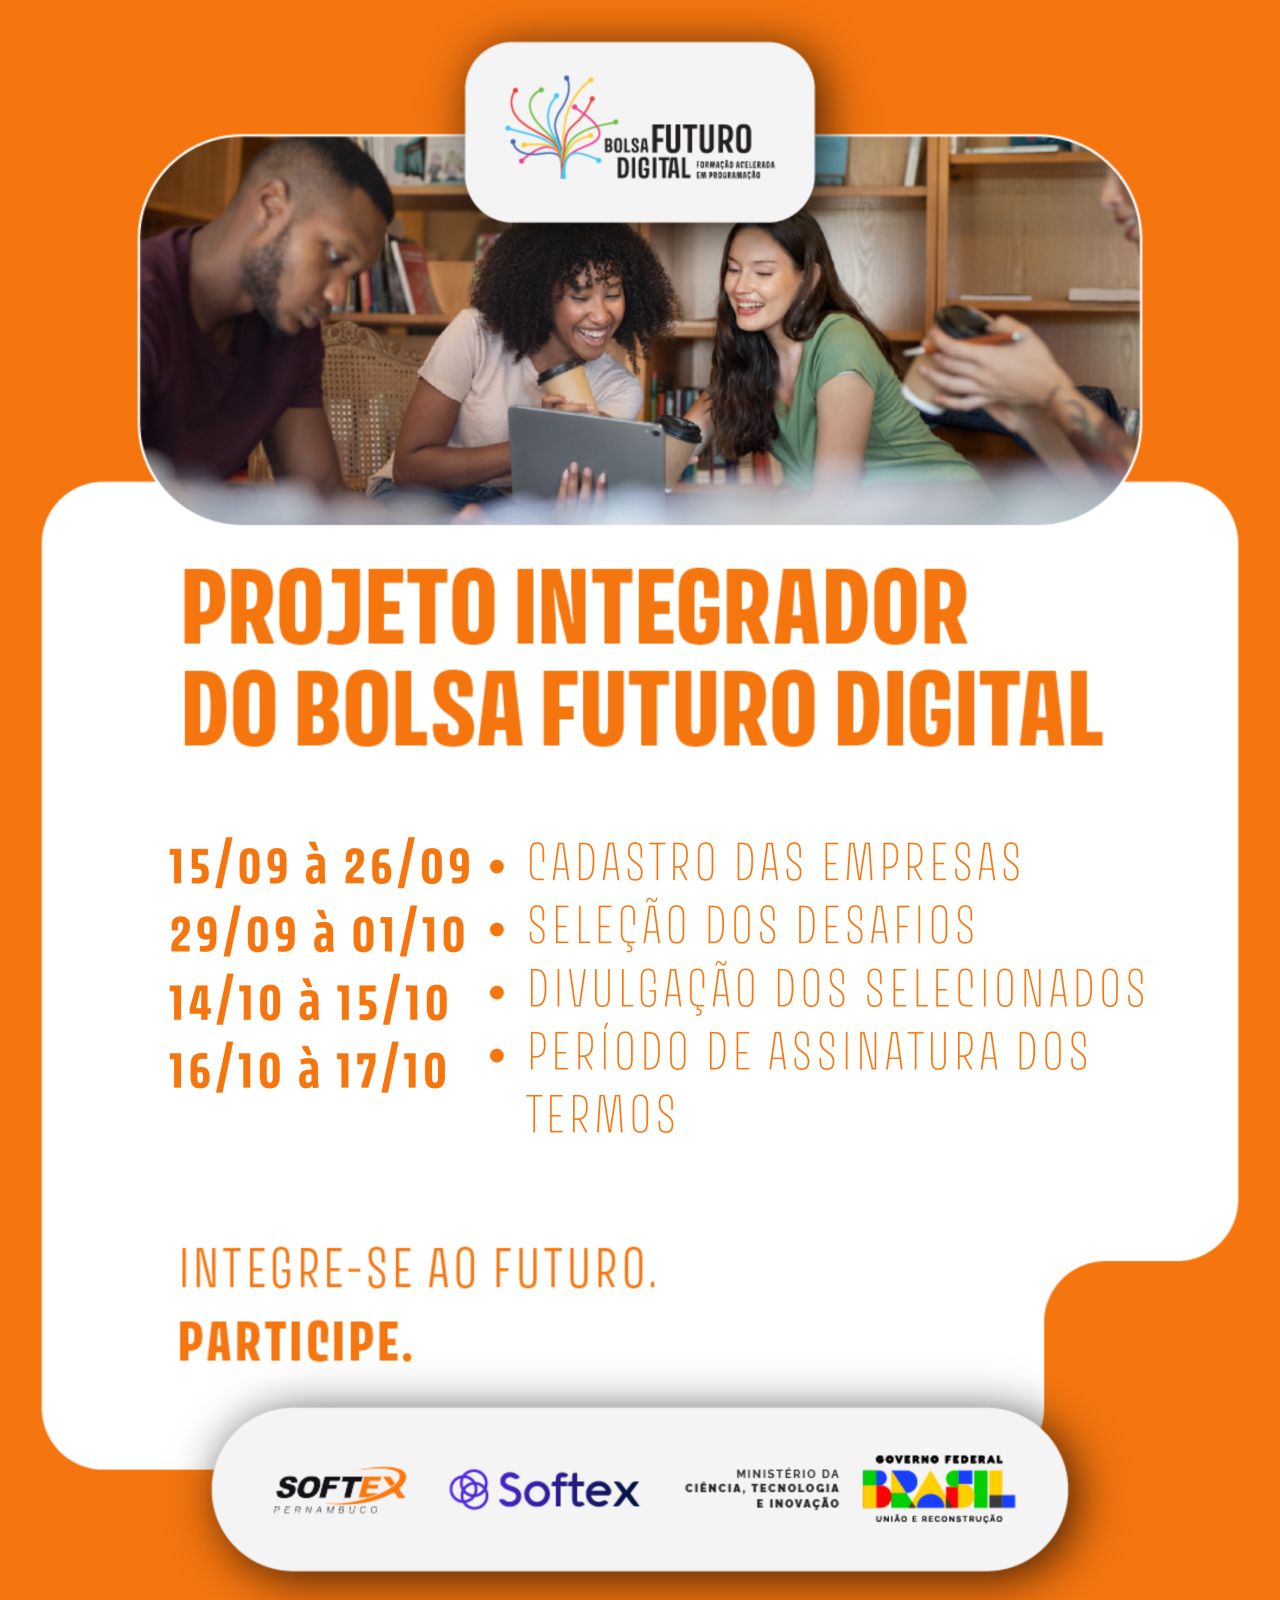 BOLSA FUTURO
DIGITAL FORMAÇÃO ACELERADA
EM PROGRAMAÇÃO
PROJETO INTEGRADOR
DO BOLSA FUTURO DIGITAL
15/09 à 26/09 • CADASTRO DAS EMPRESAS
29/09 à 01/10 • SELEÇÃO DOS DESAFIOS
14/10 à 15/10 • DIVULGAÇÃO DOS SELECIONADOS
16/10 à 17/10 • PERÍODO DE ASSINATURA DOS
TERMOS
INTEGRE-SE AO FUTURO.
PARTICIPE.
SOFTEX
PERNAMBUCO
Softex
MINISTÉRIO DA
CIÊNCIA, TECNOLOGIA
E INOVAÇÃO
GOVERNO FEDERAL
BRASIL
UNIÃO E RECONSTRUÇÃO